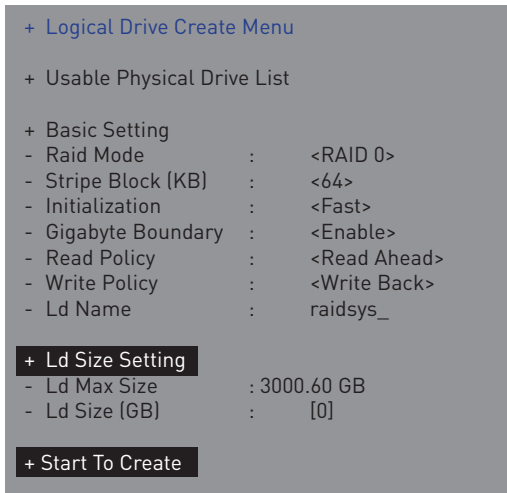 + Logical Drive Create Menu
+ Usable Physical Drive List
+ Basic Setting
- Raid Mode : <RAID 0>
- Stripe Block (KB) : <64>
- Initialization : <Fast>
- Gigabyte Boundary : <Enable>
- Read Policy : <Read Ahead>
- Write Policy : <Write Back>
- Ld Name : raidsys_
+ Ld Size Setting
- Ld Max Size : 3000.60 GB
- Ld Size (GB) : [0]
+ Start To Create